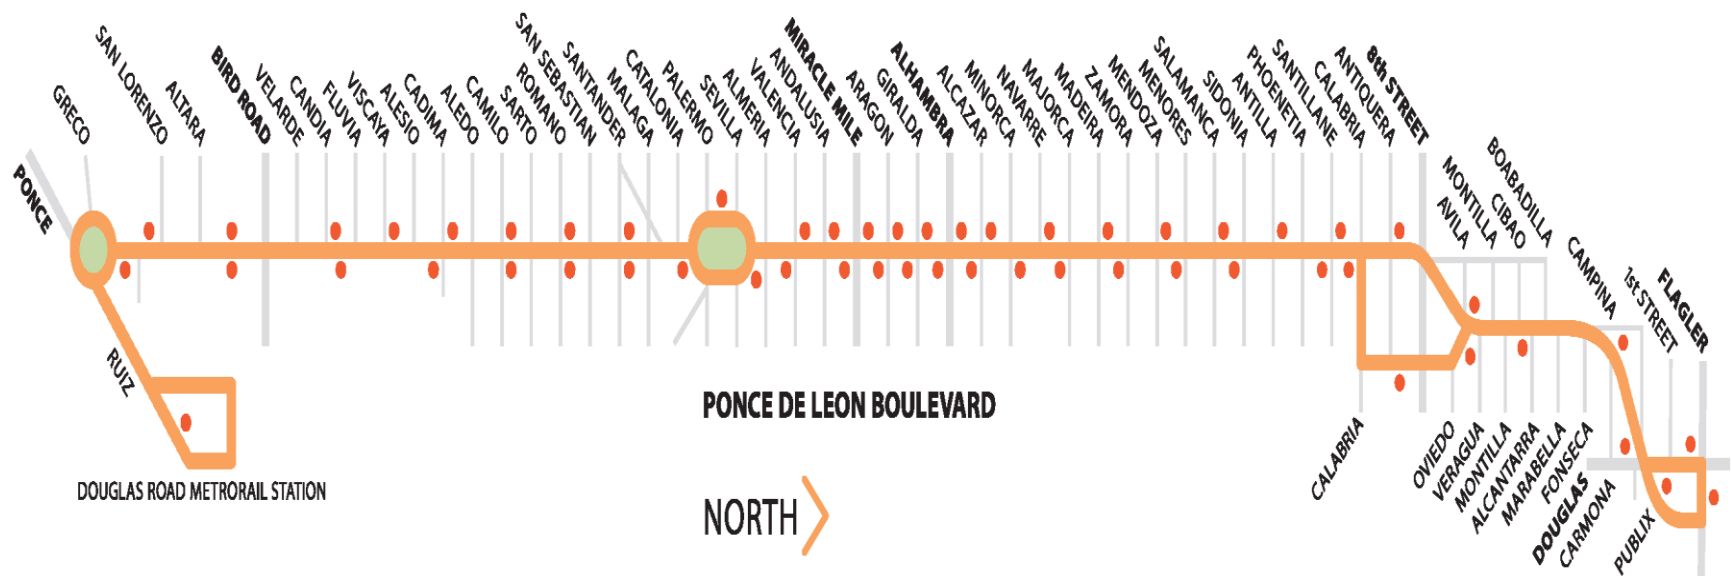 PONCE
GRECO
SAN LORENZO
ALTARA
BIRD ROAD
VELARDE
CANDIA
FLUVIA
VISCAYA
ALESIO
CADIMA
ALEDO
CAMILO
SARTO
ROMANO
SAN SEBASTIAN
SANTANDER
MALAGA
CATALONIA
PALERMO
SEVILLA
ALMERIA
VALENCIA
ANDALUSIA
MIRACLE MILE
ARAGON
GIRALDA
ALHAMBRA
ALCAZAR
MINORCA
NAVARRE
MAJORCA
MADEIRA
ZAMORA
MENDOZA
MENORES
SALAMANCA
SIDONIA
ANTILLA
PHOENETIA
SANTILLANE
CALABRIA
ANTIQUERA
8th STREET
AVILA
MONTILLA
CIBAO
BOABADILLA
CAMPINA
1st STREET
FLAGLER
RUIZ
DOUGLAS ROAD METRORAIL STATION
PONCE DE LEON BOULEVARD
NORTH
CALABRIA
OVIEDO
VERAGUA
MONTILLA
ALCANTARRA
MARABELLA
FONSECA
DOUGLAS
CARMONA
PUBLIX